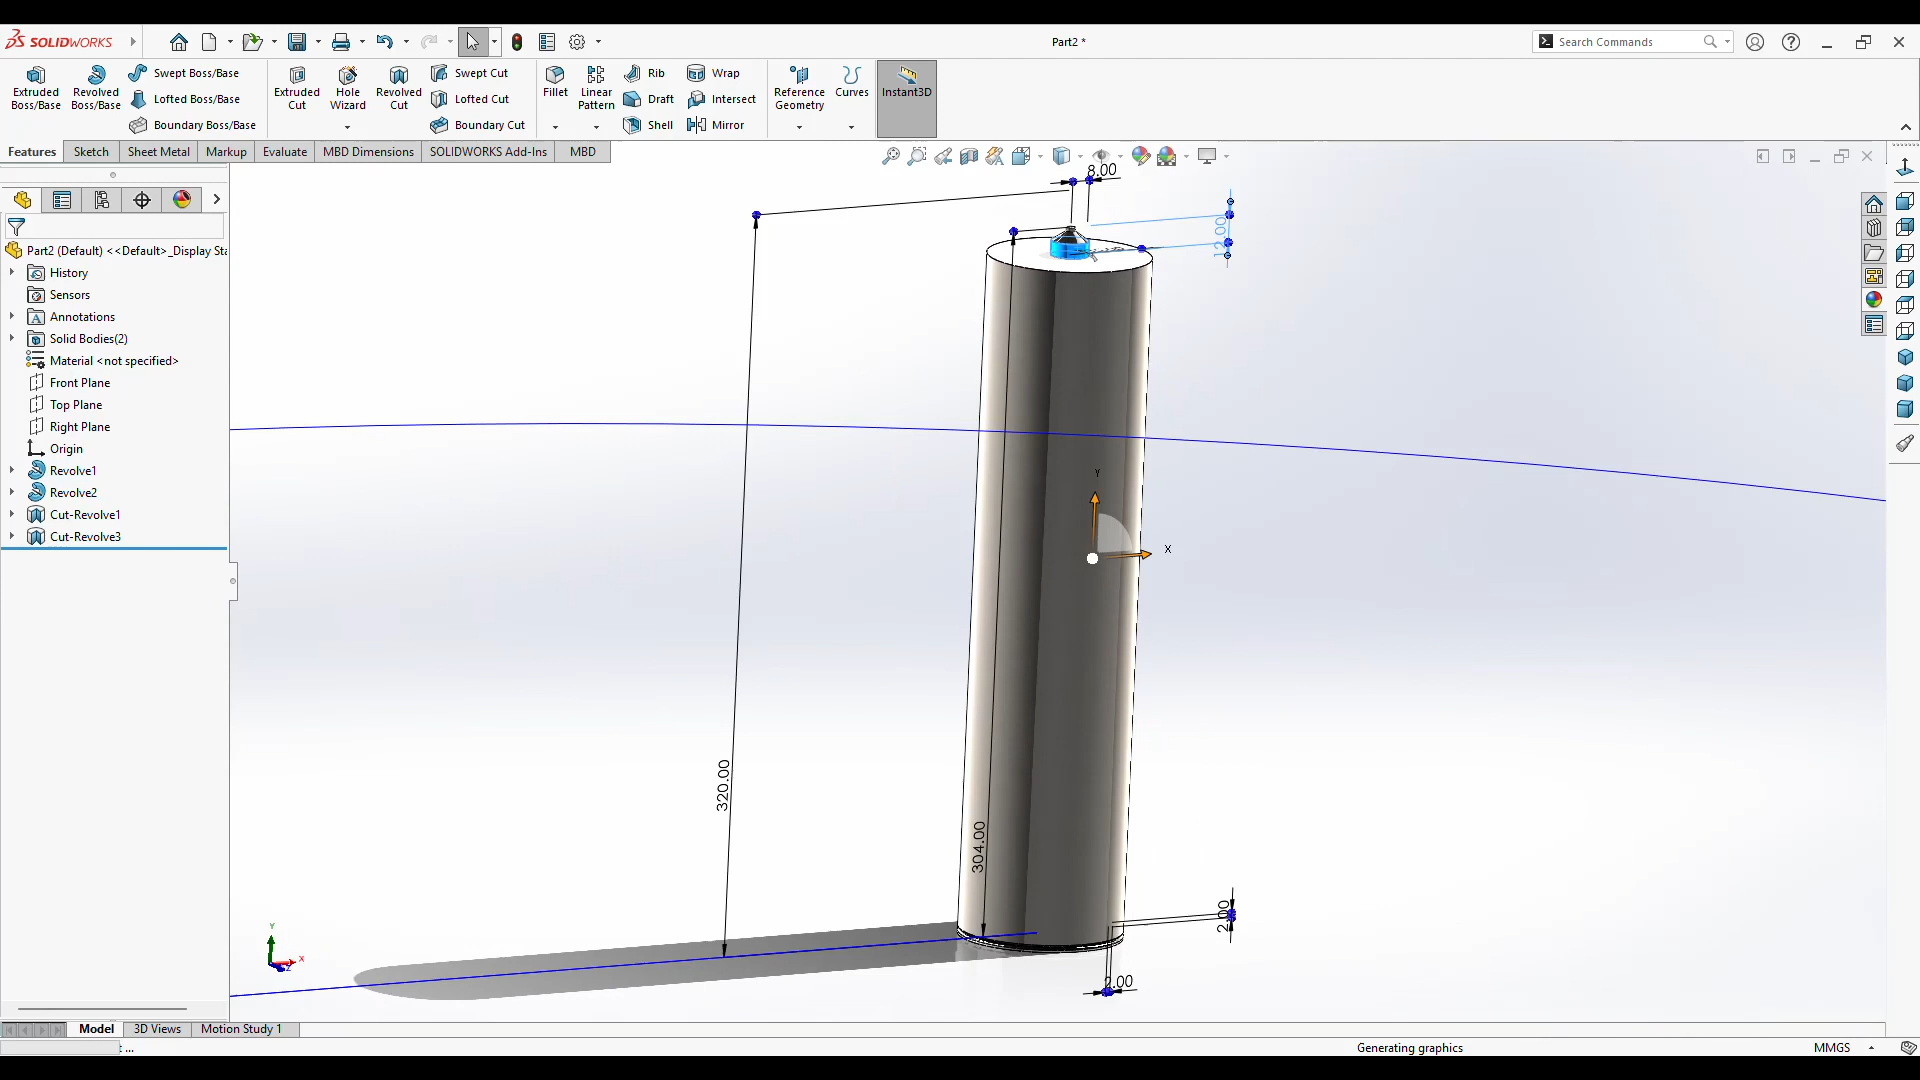 SOLIDWORKS
Part2 *
Search Commands
Extruded Boss/Base
Revolved Boss/Base
Swept Boss/Base
Lofted Boss/Base
Boundary Boss/Base
Extruded Cut
Hole Wizard
Revolved Cut
Swept Cut
Lofted Cut
Boundary Cut
Fillet
Linear Pattern
Rib
Draft
Shell
Wrap
Intersect
Mirror
Reference Geometry
Curves
Instant3D
Features
Sketch
Sheet Metal
Markup
Evaluate
MBD Dimensions
SOLIDWORKS Add-Ins
MBD
Part2 (Default) <<Default>_Display Sta
History
Sensors
Annotations
Solid Bodies(2)
Material <not specified>
Front Plane
Top Plane
Right Plane
Origin
Revolve1
Revolve2
Cut-Revolve1
Cut-Revolve3
8.00
12.00
Y
X
320.00
304.00
2.00
2.00
Y
X
Z
Model
3D Views
Motion Study 1
Generating graphics
MMGS